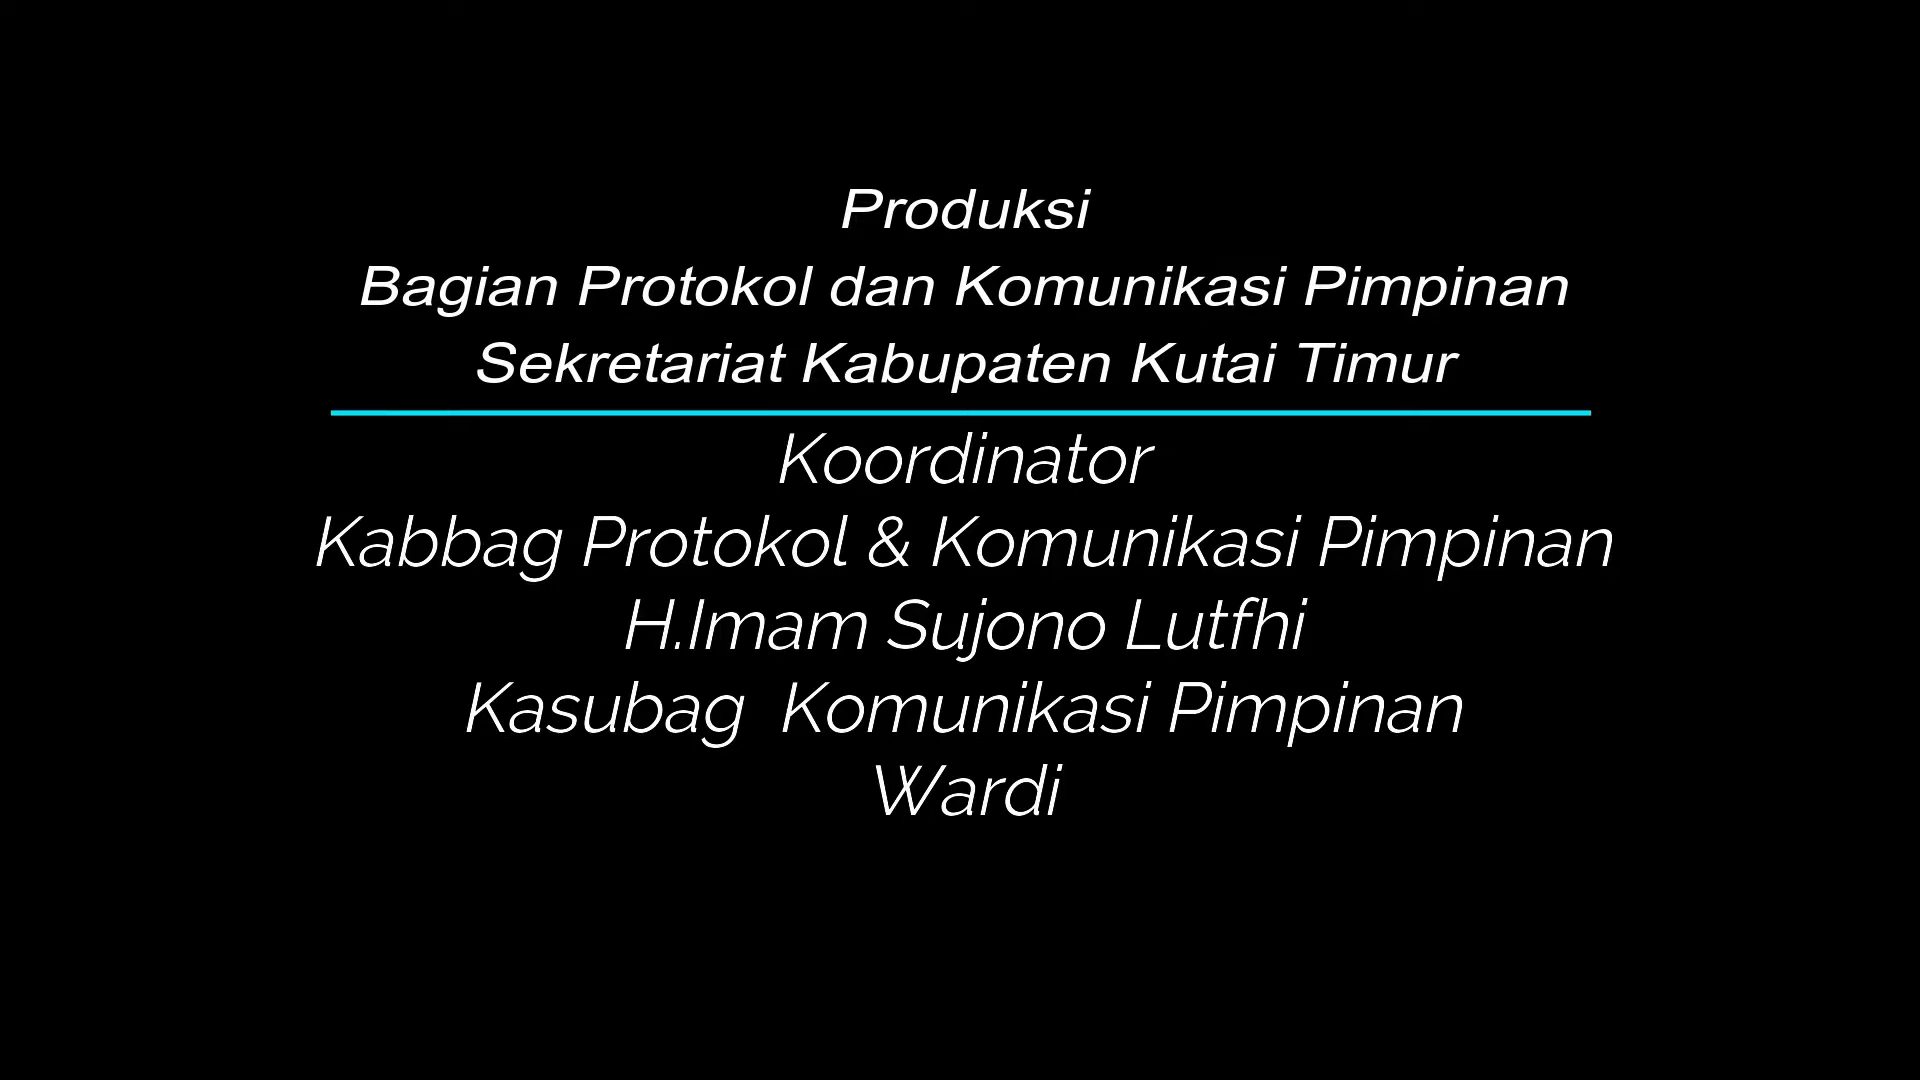 Produksi
Bagian Protokol dan Komunikasi Pimpinan
Sekretariat Kabupaten Kutai Timur
Koordinator
Kabbag Protokol & Komunikasi Pimpinan
H.Imam Sujono Lutfhi
Kasubag  Komunikasi Pimpinan
Wardi